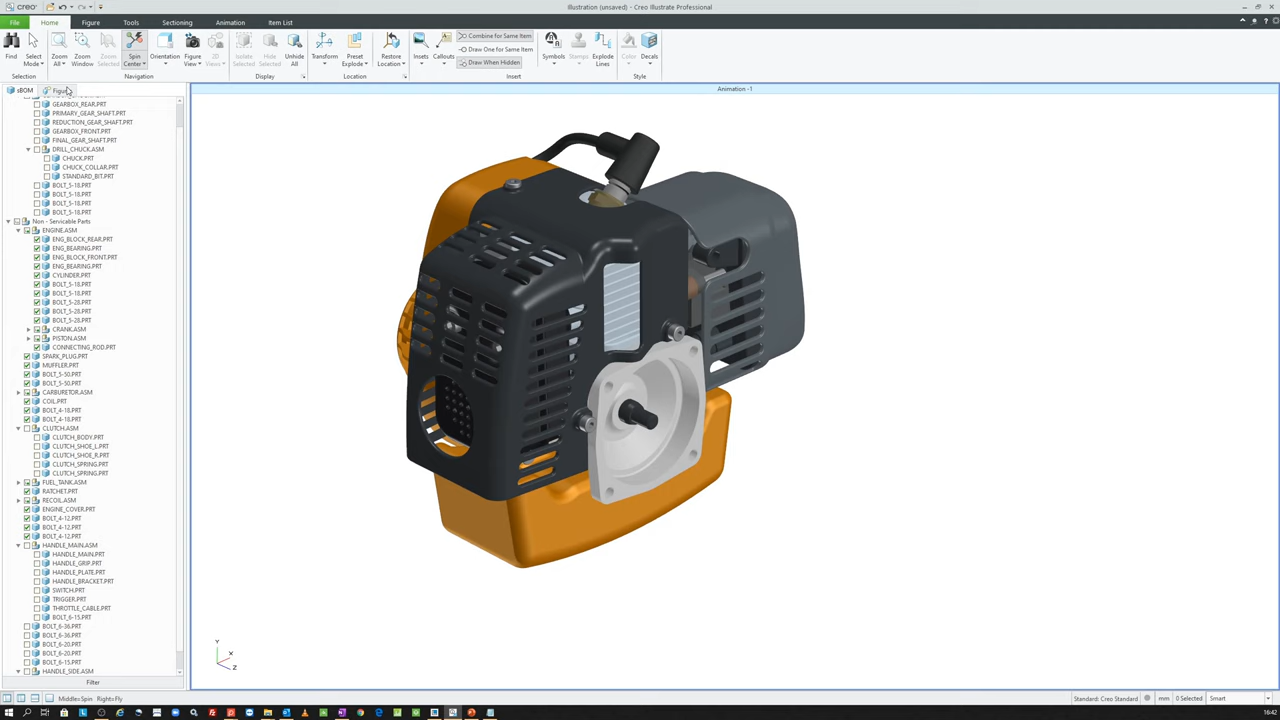 creo
Illustration (unsaved) - Creo Illustrate Professional
File Home Figure Tools Sectioning Animation Item List
Find
Select Mode
Zoom All
Zoom Window
Zoom Selected
Spin Center
Orientation
Figure View
2D Views
Isolate Selected
Hide Selected
Unhide All
Transform
Preset Explode
Restore Location
Insets
Callouts
Combine for Same Item
Draw One for Same Item
Draw When Hidden
Symbols
Stamps
Explode Lines
Color
Decals
Selection Navigation Display Location Insert Style
sBOM
Animation -1
GEARBOX_REAR.PRT
PRIMARY_GEAR_SHAFT.PRT
REDUCTION_GEAR_SHAFT.PRT
GEARBOX_FRONT.PRT
FINAL_GEAR_SHAFT.PRT
DRILL_CHUCK.ASM
CHUCK.PRT
CHUCK_COLLAR.PRT
STANDARD_BIT.PRT
BOLT_5-18.PRT
BOLT_5-18.PRT
BOLT_5-18.PRT
BOLT_5-18.PRT
Non - Servicable Parts
ENGINE.ASM
ENG_BLOCK_REAR.PRT
ENG_BEARING.PRT
ENG_BLOCK_FRONT.PRT
ENG_BEARING.PRT
CYLINDER.PRT
BOLT_5-18.PRT
BOLT_5-18.PRT
BOLT_5-28.PRT
BOLT_5-28.PRT
BOLT_5-28.PRT
CRANK.ASM
PISTON.ASM
CONNECTING_ROD.PRT
SPARK_PLUG.PRT
MUFFLER.PRT
BOLT_5-50.PRT
BOLT_5-50.PRT
CARBURETOR.ASM
COIL.PRT
BOLT_4-18.PRT
BOLT_4-18.PRT
CLUTCH.ASM
CLUTCH_BODY.PRT
CLUTCH_SHOE_L.PRT
CLUTCH_SHOE_R.PRT
CLUTCH_SPRING.PRT
CLUTCH_SPRING.PRT
FUEL_TANK.ASM
RATCHET.PRT
RECOIL.ASM
ENGINE_COVER.PRT
BOLT_4-12.PRT
BOLT_4-12.PRT
BOLT_4-12.PRT
HANDLE_MAIN.ASM
HANDLE_MAIN.PRT
HANDLE_GRIP.PRT
HANDLE_PLATE.PRT
HANDLE_BRACKET.PRT
SWITCH.PRT
TRIGGER.PRT
THROTTLE_CABLE.PRT
BOLT_6-15.PRT
BOLT_6-36.PRT
BOLT_6-36.PRT
BOLT_6-20.PRT
BOLT_6-20.PRT
BOLT_6-15.PRT
HANDLE_SIDE.ASM
Filter
Y
X
Z
Middle=Spin Right=Fly
Standard: Creo Standard mm 0 Selected Smart
16:42